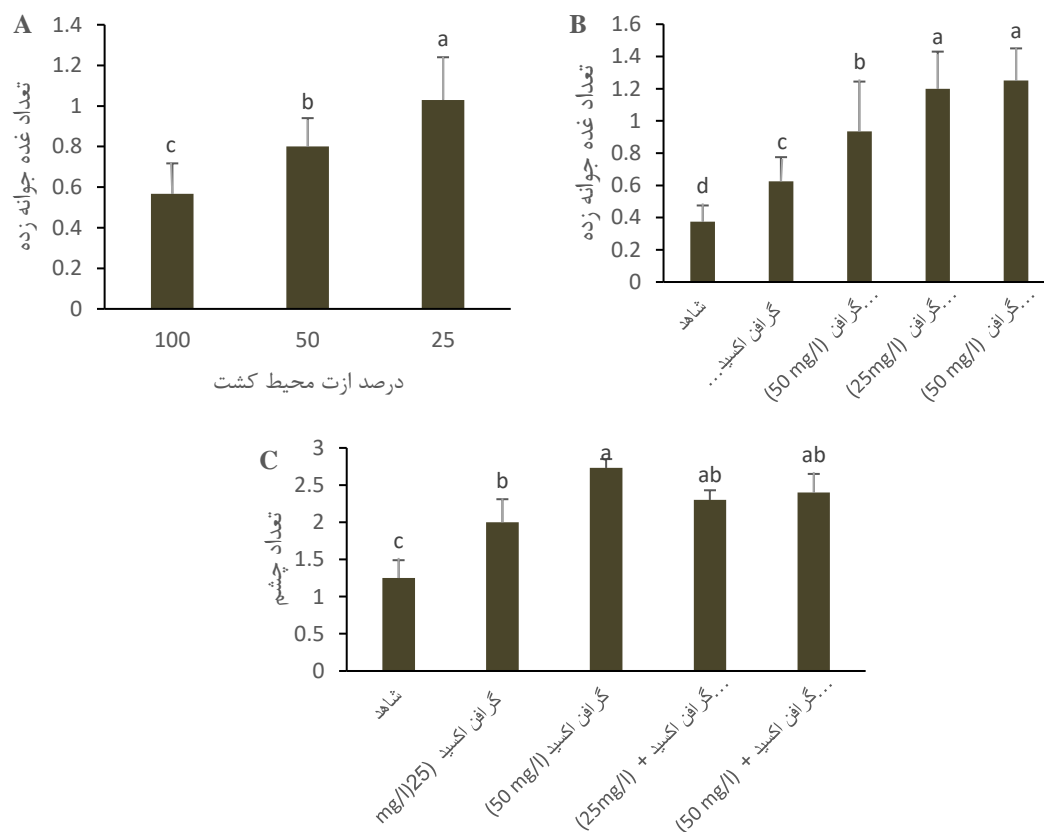 A
تعداد غده جوانه زده
1.4
1.2
1
0.8
0.6
0.4
0.2
0
c
b
a
100
50
25
درصد ازت محیط کشت
B
تعداد غده جوانه زده
1.6
1.4
1.2
1
0.8
0.6
0.4
0.2
0
d
c
b
a
a
شاهد
گرافن اکسید...
گرافن... (50 mg/l)
گرافن... (25mg/l)
گرافن... (50 mg/l)
C
تعداد چشم
3
2.5
2
1.5
1
0.5
0
c
b
a
ab
ab
شاهد
گرافن اکسید (25mg/l)
گرافن اکسید (50 mg/l)
گرافن اکسید + (25mg/l)...
گرافن اکسید + (50 mg/l)...